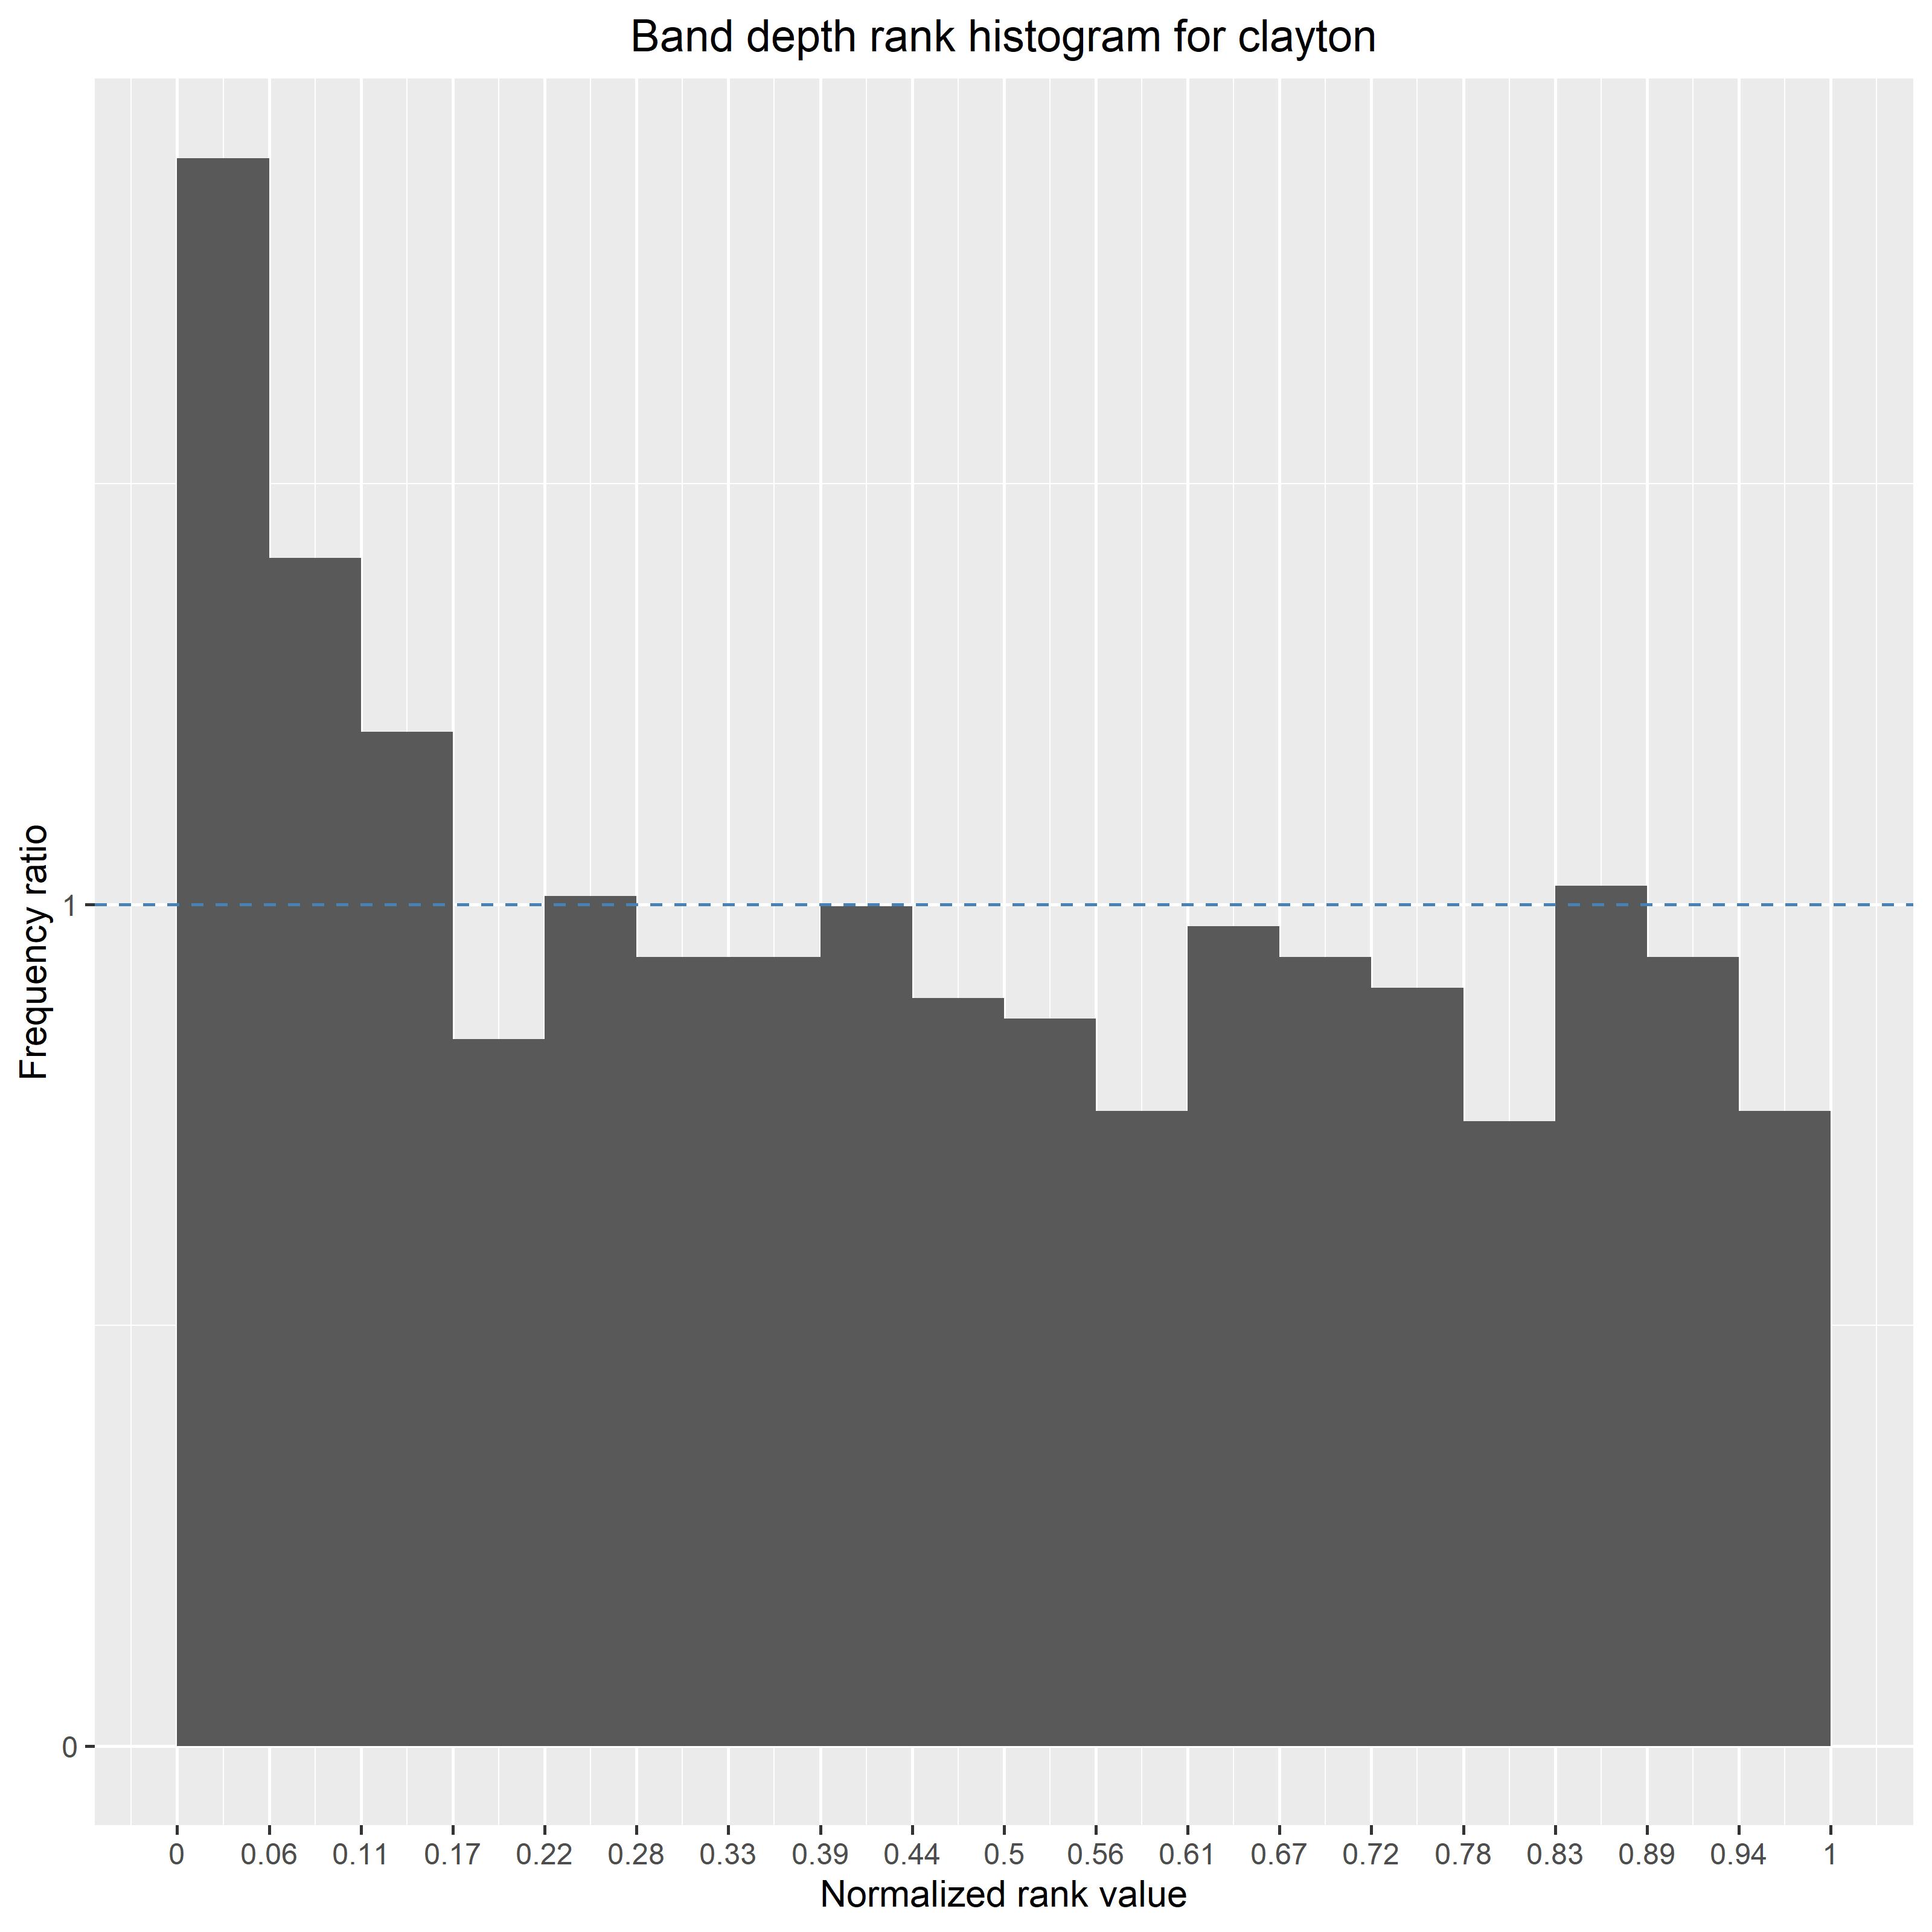 Band depth rank histogram for clayton
Frequency ratio
1
0
0 0.06 0.11 0.17 0.22 0.28 0.33 0.39 0.44 0.5 0.56 0.61 0.67 0.72 0.78 0.83 0.89 0.94 1
Normalized rank value